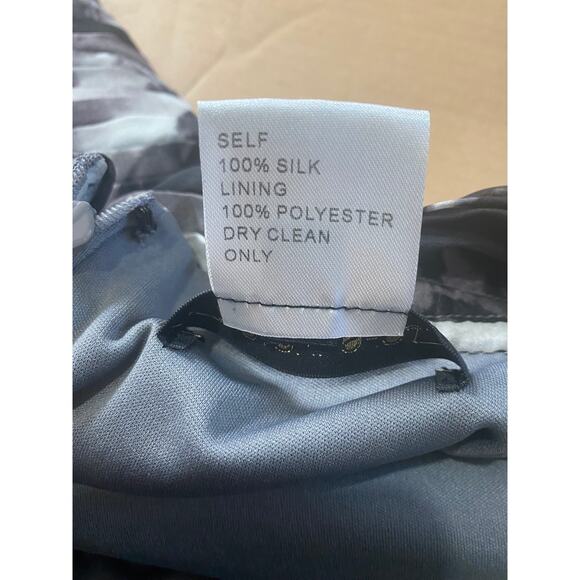 SELF
100% SILK
LINING
100% POLYESTER
DRY CLEAN
ONLY